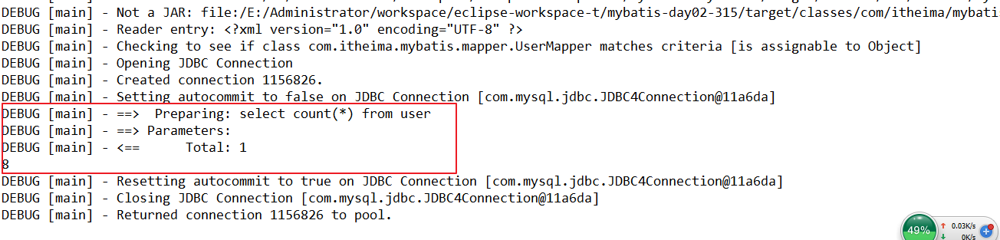 DEBUG [main] - Not a JAR: file:/E:/Administrator/workspace/eclipse-workspace-t/mybatis-day02-315/target/classes/com/itheima/mybatis
DEBUG [main] - Reader entry: <?xml version="1.0" encoding="UTF-8" ?>
DEBUG [main] - Checking to see if class com.itheima.mybatis.mapper.UserMapper matches criteria [is assignable to Object]
DEBUG [main] - Opening JDBC Connection
DEBUG [main] - Created connection 1156826.
DEBUG [main] - Setting autocommit to false on JDBC Connection [com.mysql.jdbc.JDBC4Connection@11a6da]
DEBUG [main] - ==>  Preparing: select count(*) from user
DEBUG [main] - ==> Parameters:
DEBUG [main] - <==      Total: 1
8
DEBUG [main] - Resetting autocommit to true on JDBC Connection [com.mysql.jdbc.JDBC4Connection@11a6da]
DEBUG [main] - Closing JDBC Connection [com.mysql.jdbc.JDBC4Connection@11a6da]
DEBUG [main] - Returned connection 1156826 to pool.
49%
0.03K/s
0K/s